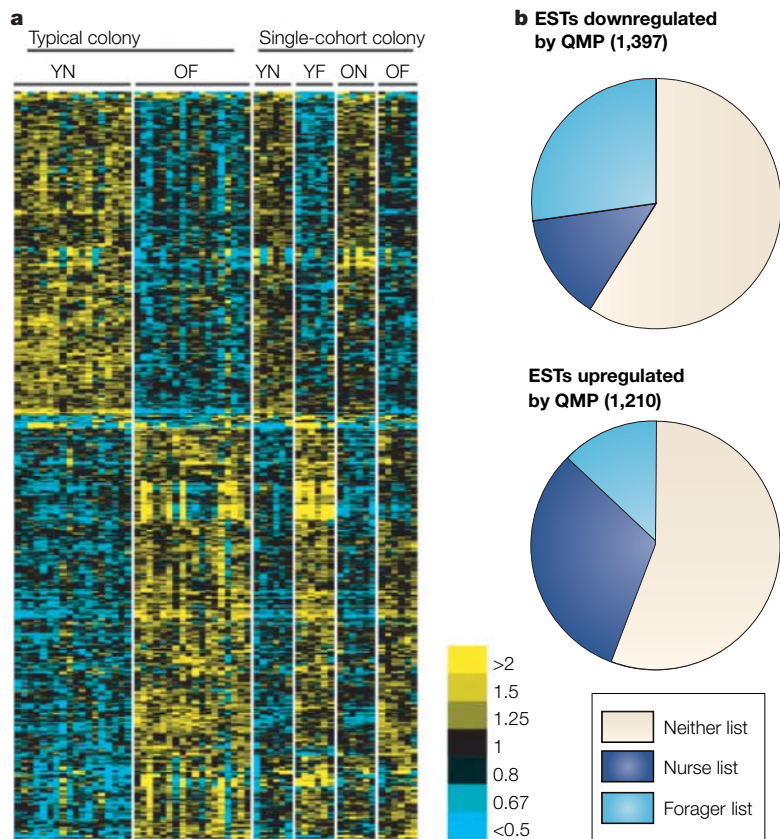 a
Typical colony
Single-cohort colony
YN
OF
YN
YF
ON
OF
>2
1.5
1.25
1
0.8
0.67
<0.5
b ESTs downregulated
by QMP (1,397)
ESTs upregulated
by QMP (1,210)
Neither list
Nurse list
Forager list